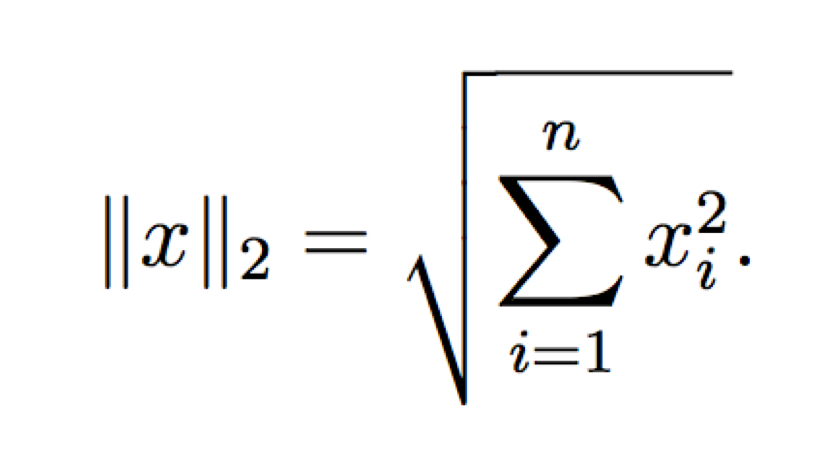 ‖x‖₂ = √(∑ᵢ₌₁ⁿ xᵢ²).